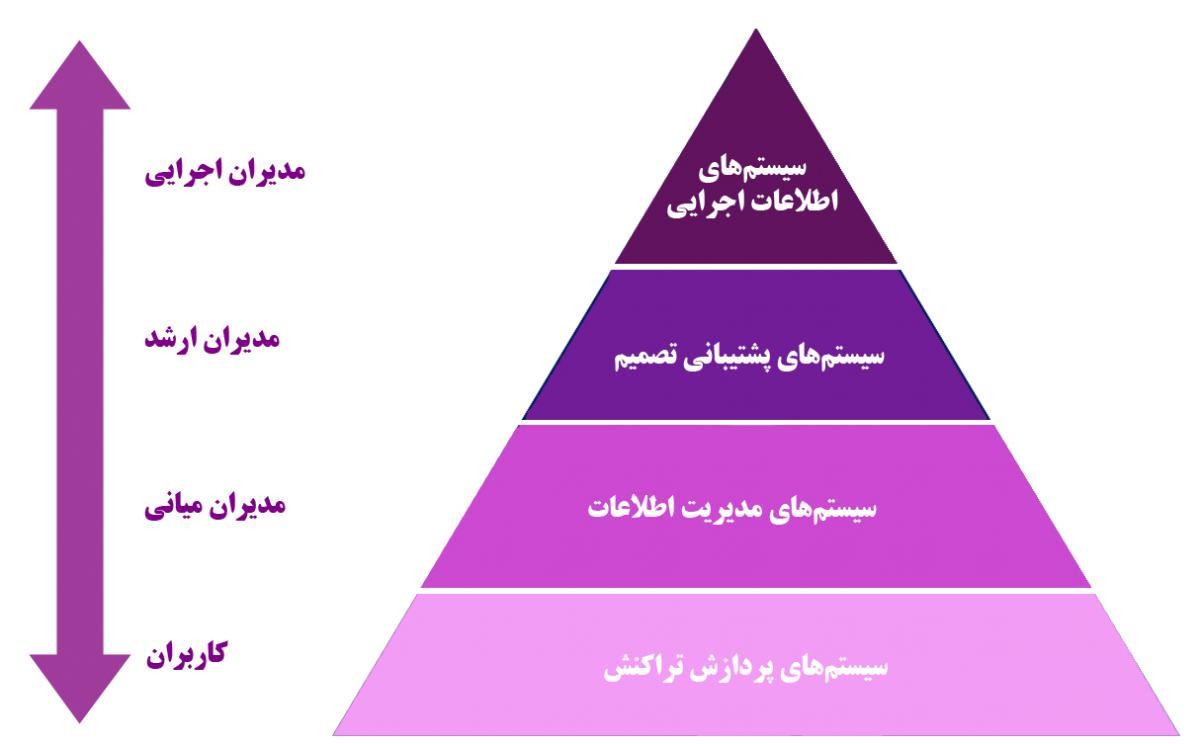 سیستم‌های
اطلاعات اجرایی
مدیران اجرایی
سیستم‌های پشتیبانی تصمیم
مدیران ارشد
سیستم‌های مدیریت اطلاعات
مدیران میانی
سیستم‌های پردازش تراکنش
کاربران